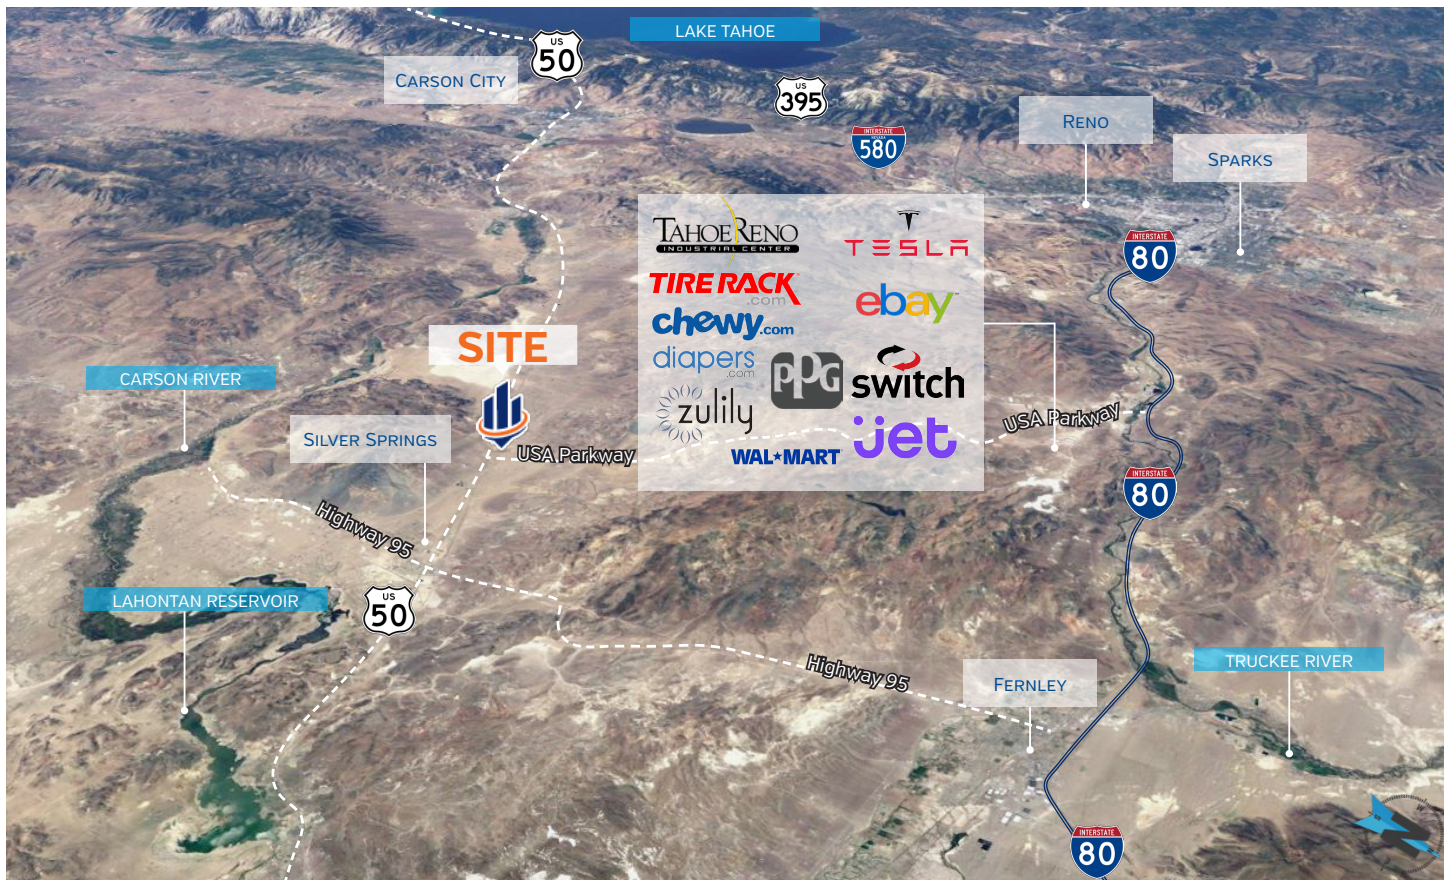 LAKE TAHOE
US
50
CARSON CITY
US
395
INTERSTATE
NEVADA
580
RENO
SPARKS
TAHOE RENO
INDUSTRIAL CENTER
TESLA
INTERSTATE
80
TIRE RACK
.com
ebay
chewy.com
SITE
diapers
.com
PPG
switch
CARSON RIVER
zulily
USA Parkway
SILVER SPRINGS
Jet
USA Parkway
WAL★MART
INTERSTATE
80
Highway 95
LAHONTAN RESERVOIR
US
50
Highway 95
TRUCKEE RIVER
FERNLEY
W
INTERSTATE
80